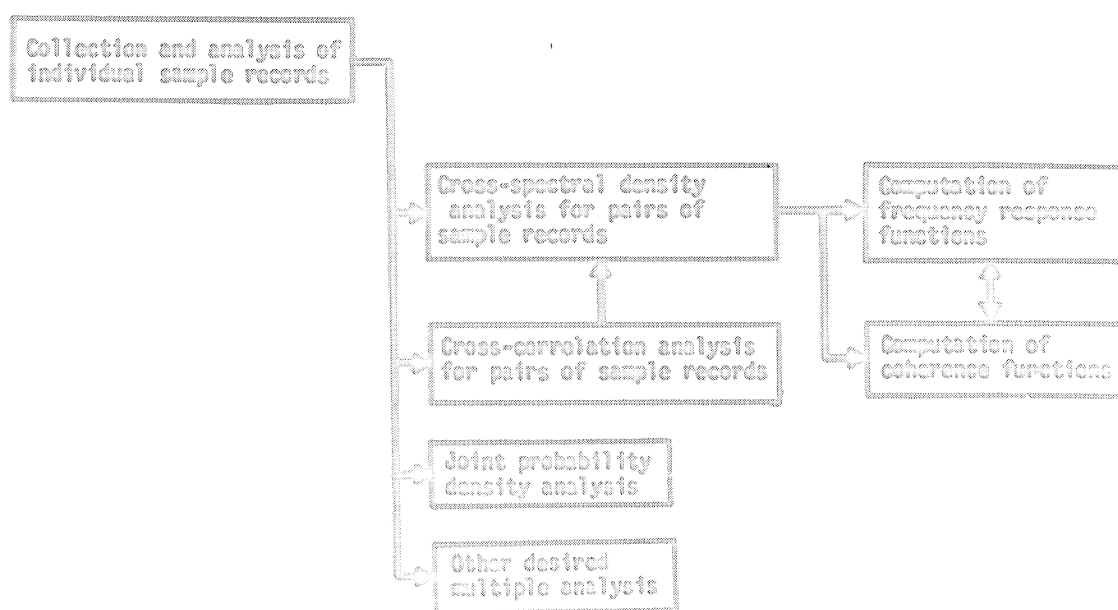 Collection and analysis of
individual sample records
Cross-spectral density
analysis for pairs of
sample records
Computation of
frequency response
functions
Cross-correlation analysis
for pairs of sample records
Computation of
coherence functions
Joint probability
density analysis
Other desired
multiple analysis